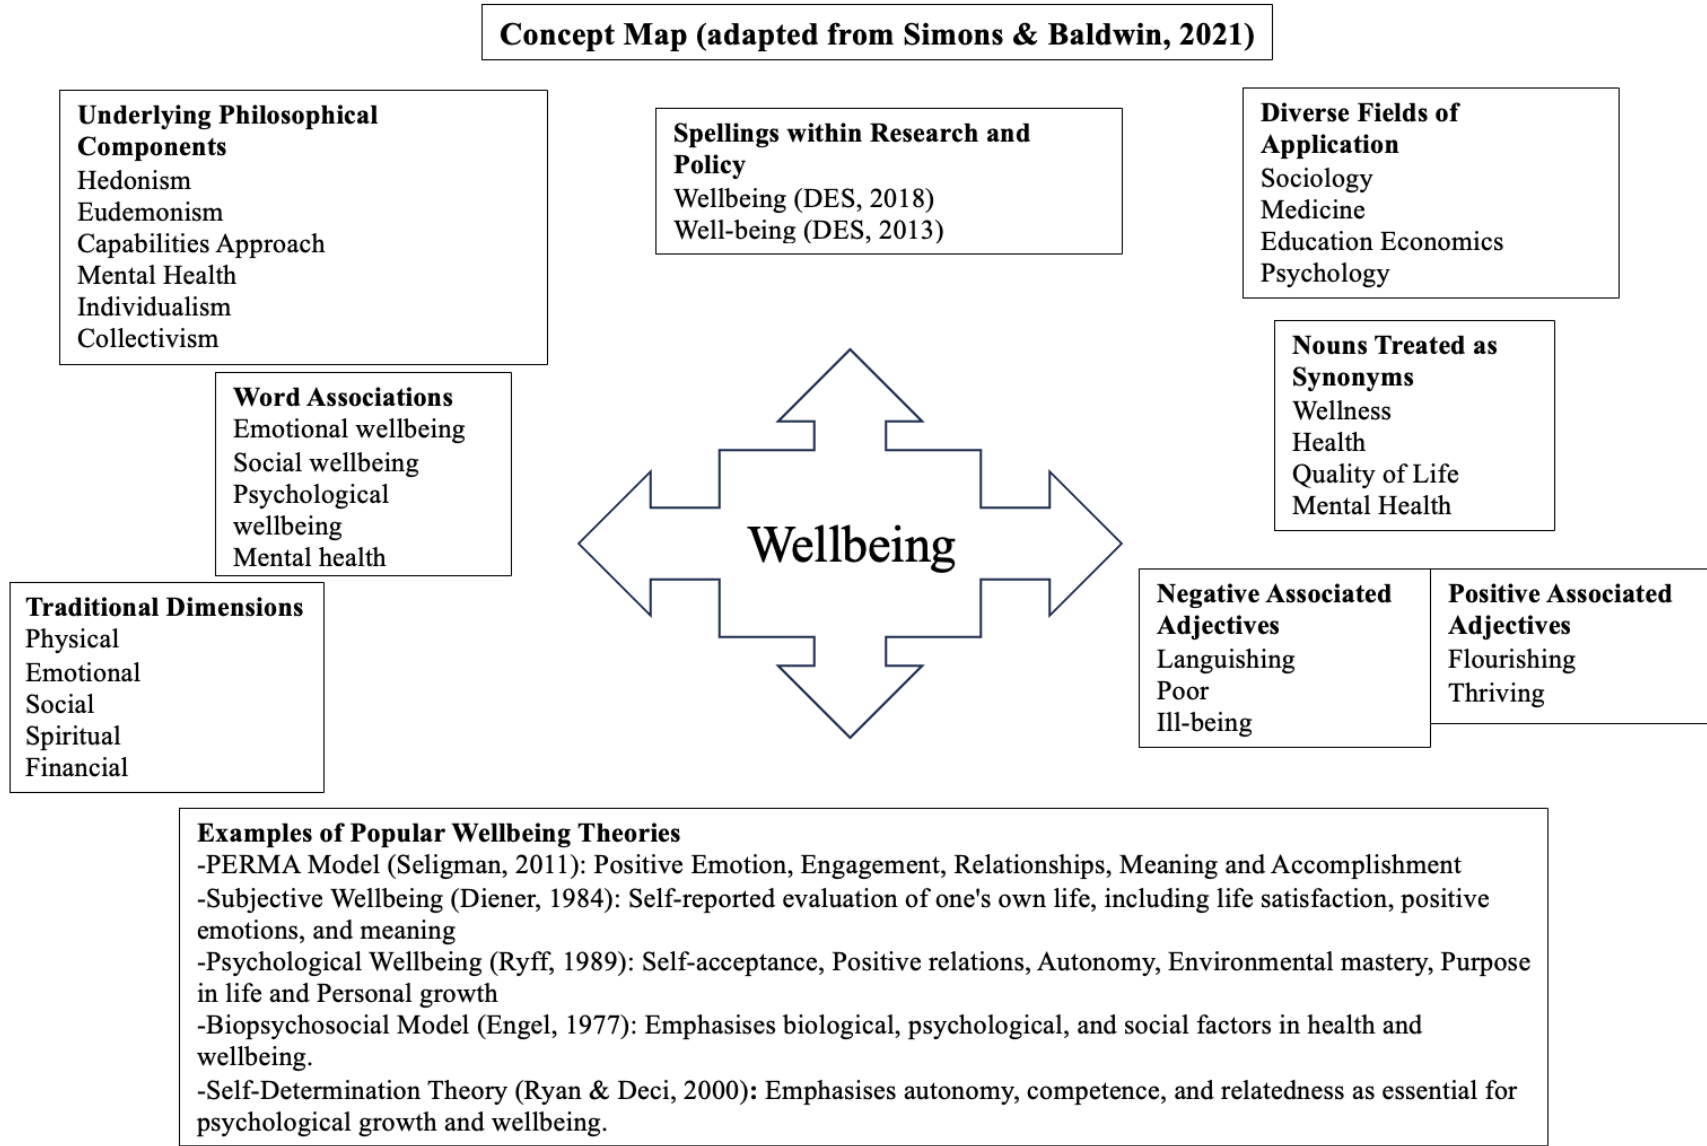 Concept Map (adapted from Simons & Baldwin, 2021)
Underlying Philosophical
Components
Hedonism
Eudemonism
Capabilities Approach
Mental Health
Individualism
Collectivism
Spellings within Research and
Policy
Wellbeing (DES, 2018)
Well-being (DES, 2013)
Diverse Fields of
Application
Sociology
Medicine
Education Economics
Psychology
Word Associations
Emotional wellbeing
Social wellbeing
Psychological
wellbeing
Mental health
Nouns Treated as
Synonyms
Wellness
Health
Quality of Life
Mental Health
Wellbeing
Traditional Dimensions
Physical
Emotional
Social
Spiritual
Financial
Negative Associated
Adjectives
Languishing
Poor
Ill-being
Positive Associated
Adjectives
Flourishing
Thriving
Examples of Popular Wellbeing Theories
-PERMA Model (Seligman, 2011): Positive Emotion, Engagement, Relationships, Meaning and Accomplishment
-Subjective Wellbeing (Diener, 1984): Self-reported evaluation of one's own life, including life satisfaction, positive
emotions, and meaning
-Psychological Wellbeing (Ryff, 1989): Self-acceptance, Positive relations, Autonomy, Environmental mastery, Purpose
in life and Personal growth
-Biopsychosocial Model (Engel, 1977): Emphasises biological, psychological, and social factors in health and
wellbeing.
-Self-Determination Theory (Ryan & Deci, 2000): Emphasises autonomy, competence, and relatedness as essential for
psychological growth and wellbeing.